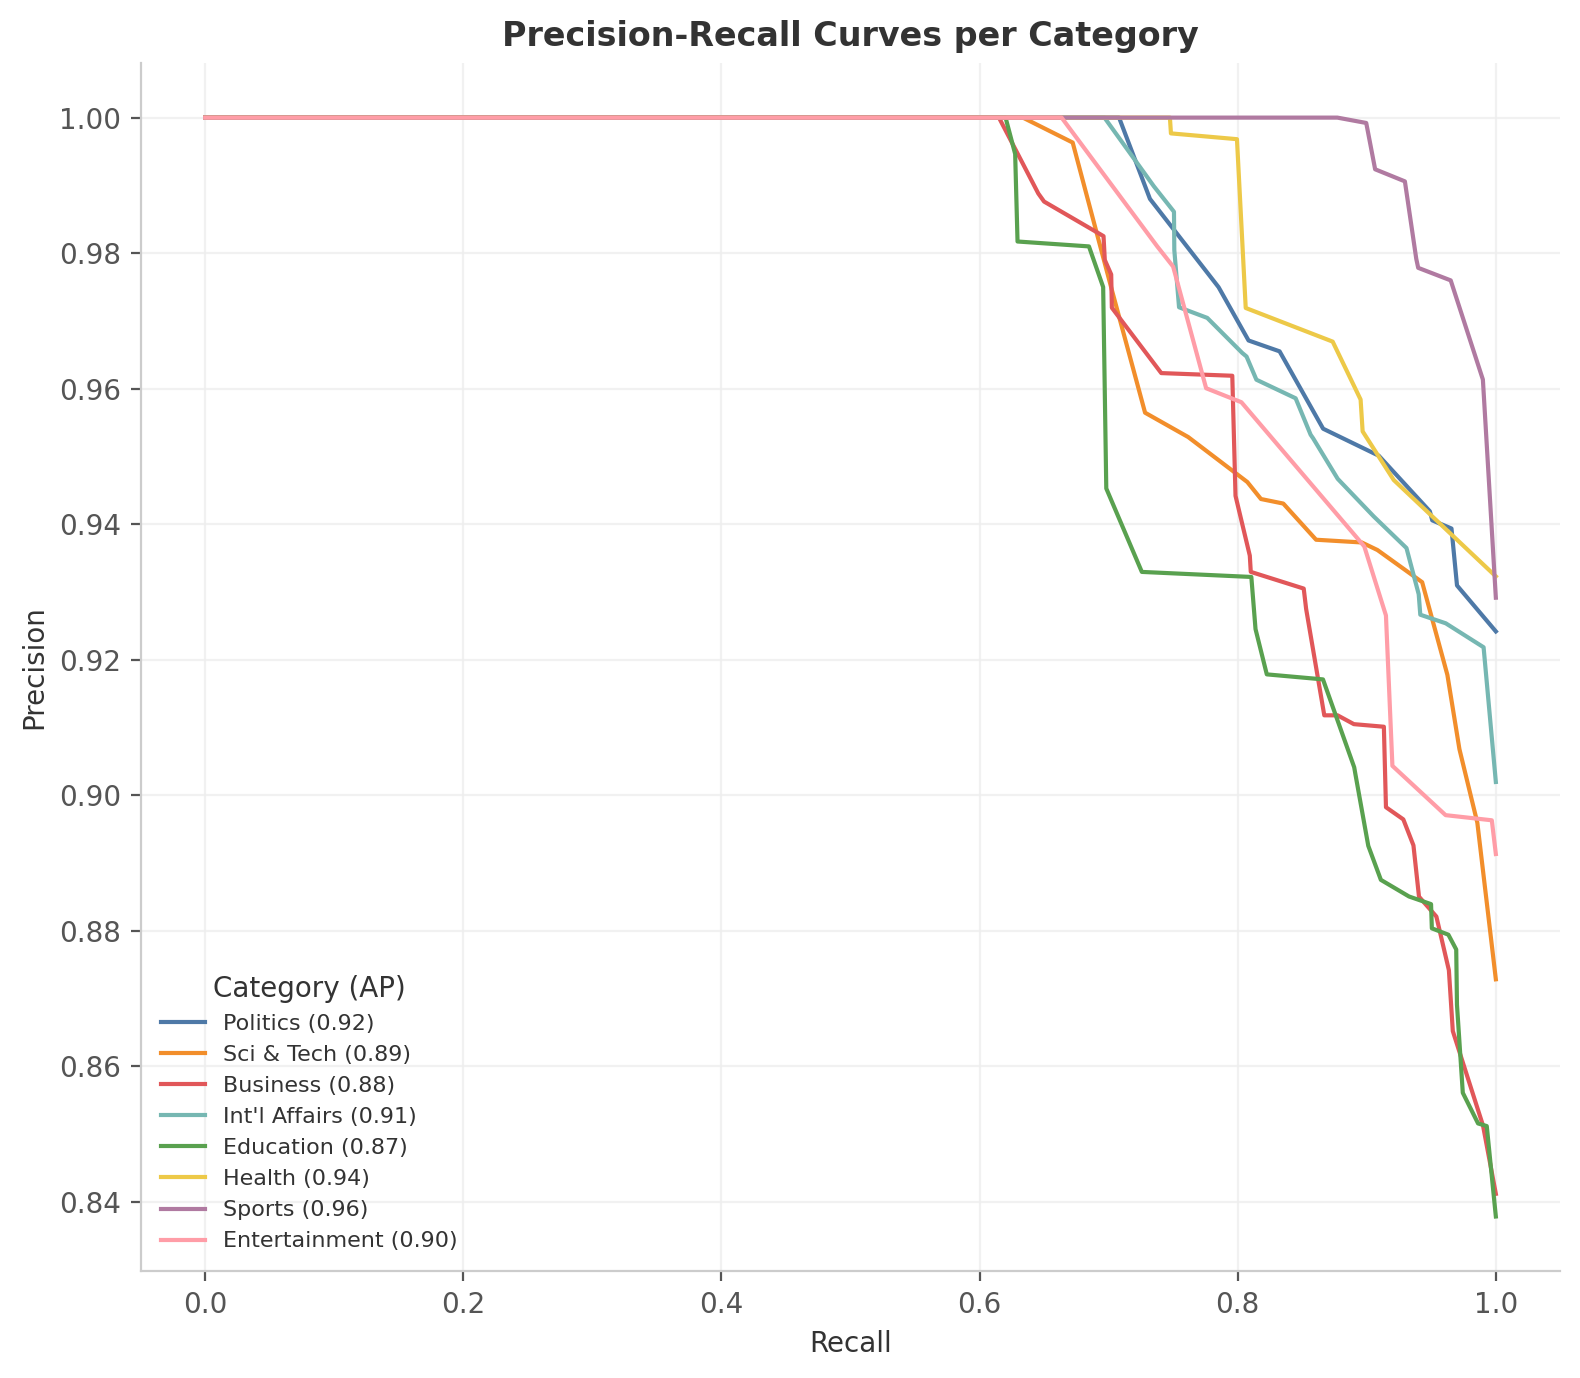 Precision-Recall Curves per Category
1.00
0.98
0.96
0.94
0.92
0.90
0.88
0.86
0.84
Precision
Category (AP)
Politics (0.92)
Sci & Tech (0.89)
Business (0.88)
Int'l Affairs (0.91)
Education (0.87)
Health (0.94)
Sports (0.96)
Entertainment (0.90)
0.0 0.2 0.4 0.6 0.8 1.0
Recall